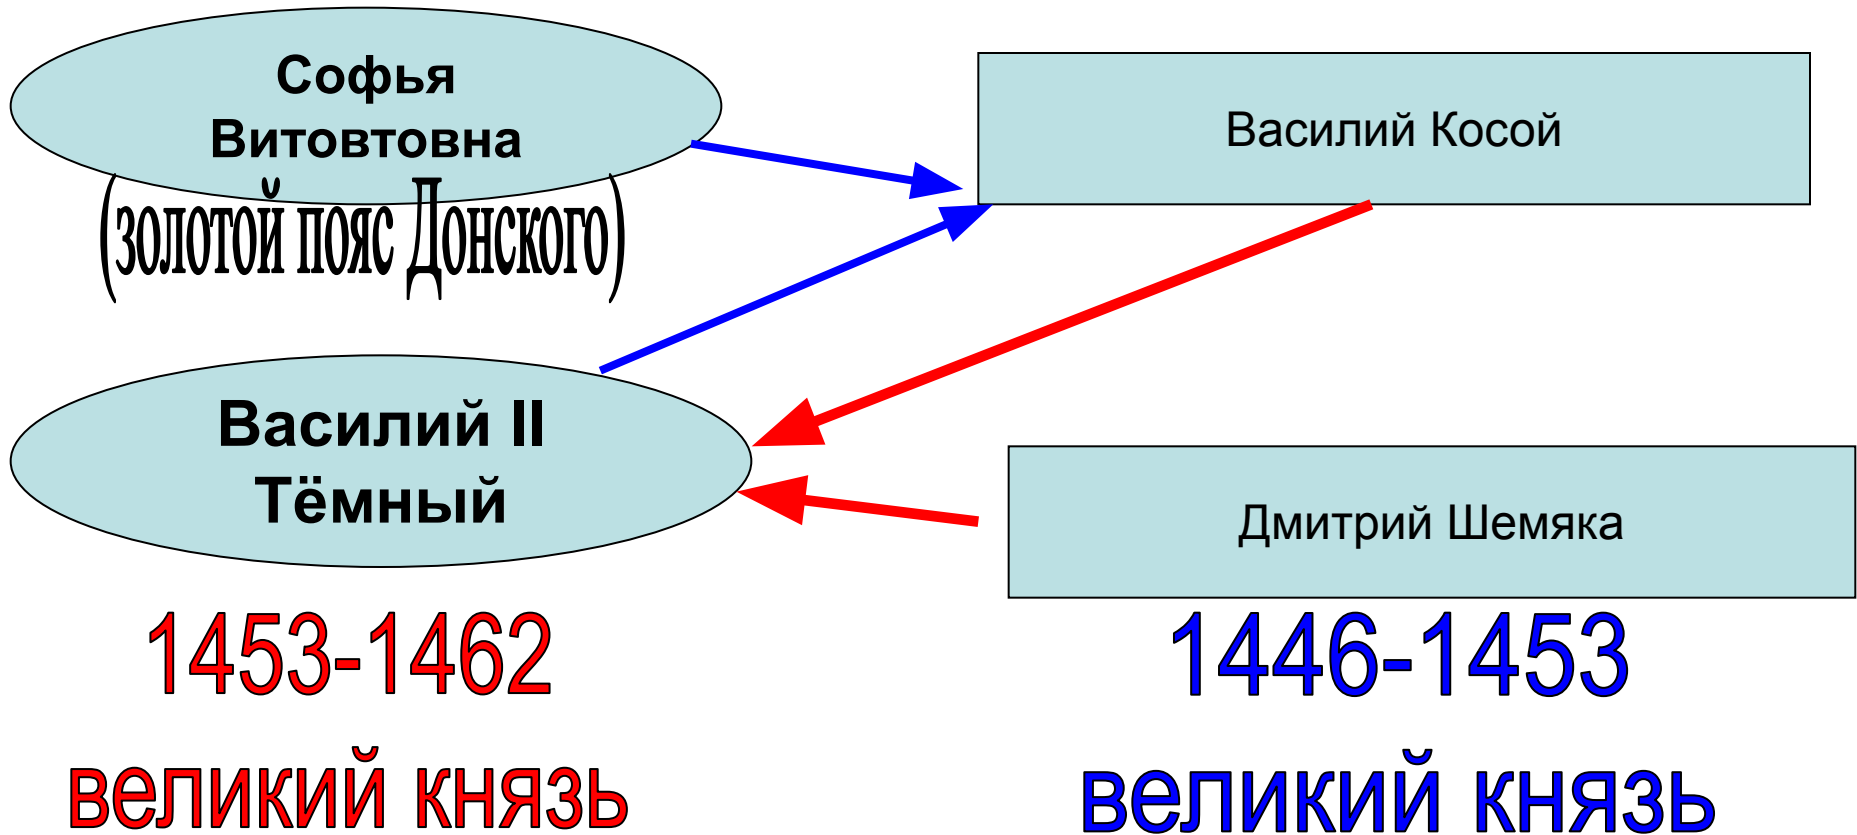 Софья
Витовтовна
(золотой пояс Донского)
Василий Косой
Василий II
Тёмный
Дмитрий Шемяка
1453-1462
великий князь
1446-1453
великий князь